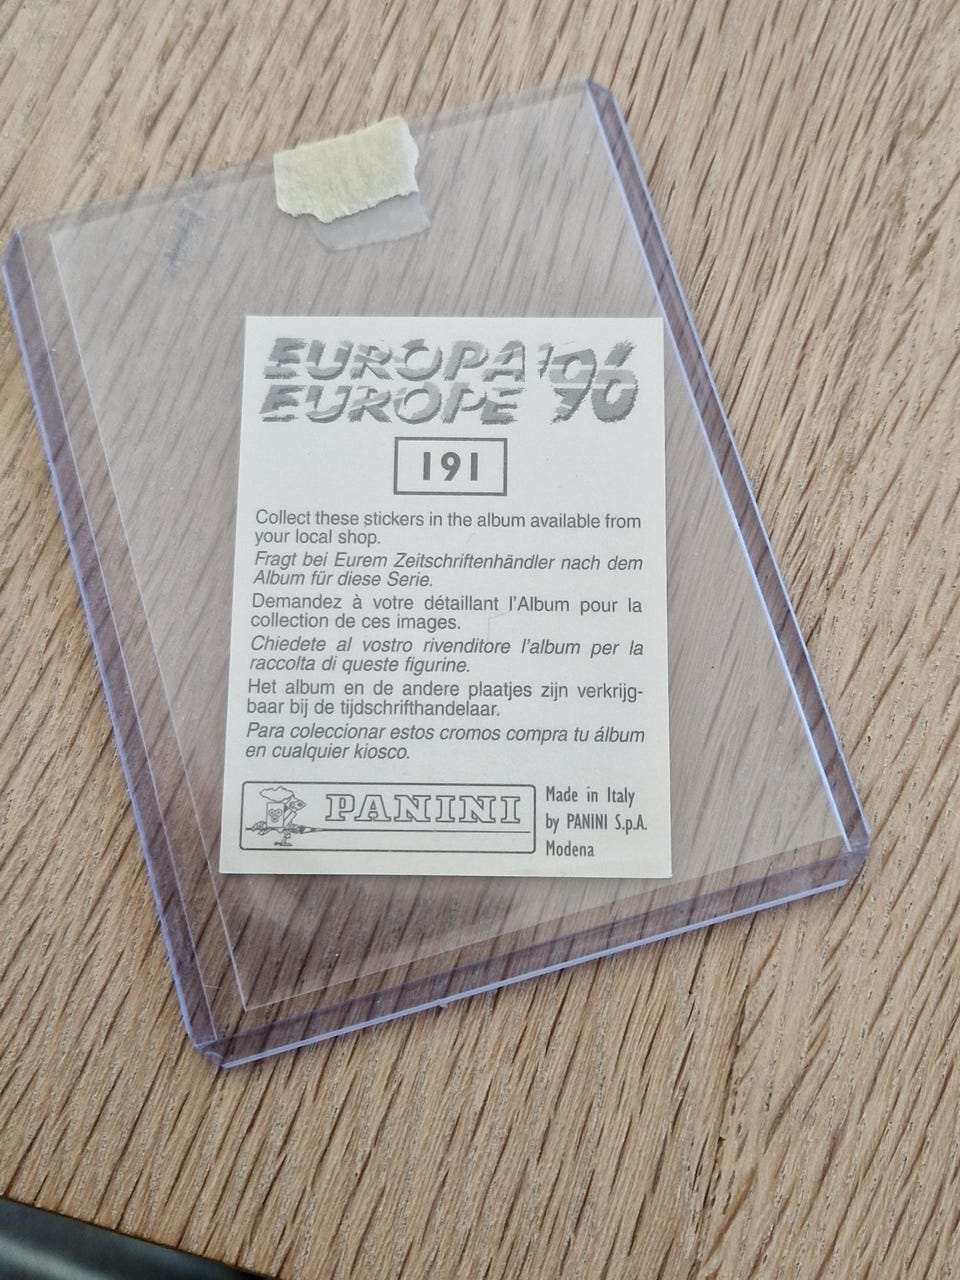 EUROPA '96
EUROPE '96
191
Collect these stickers in the album available from
your local shop.
Fragt bei Eurem Zeitschriftenhändler nach dem
Album für diese Serie.
Demandez à votre détaillant l'Album pour la
collection de ces images.
Chiedete al vostro rivenditore l'album per la
raccolta di queste figurine.
Het album en de andere plaatjes zijn verkrijg-
baar bij de tijdschrifthandelaar.
Para coleccionar estos cromos compra tu álbum
en cualquier kiosco.
PANINI
Made in Italy
by PANINI S.p.A.
Modena